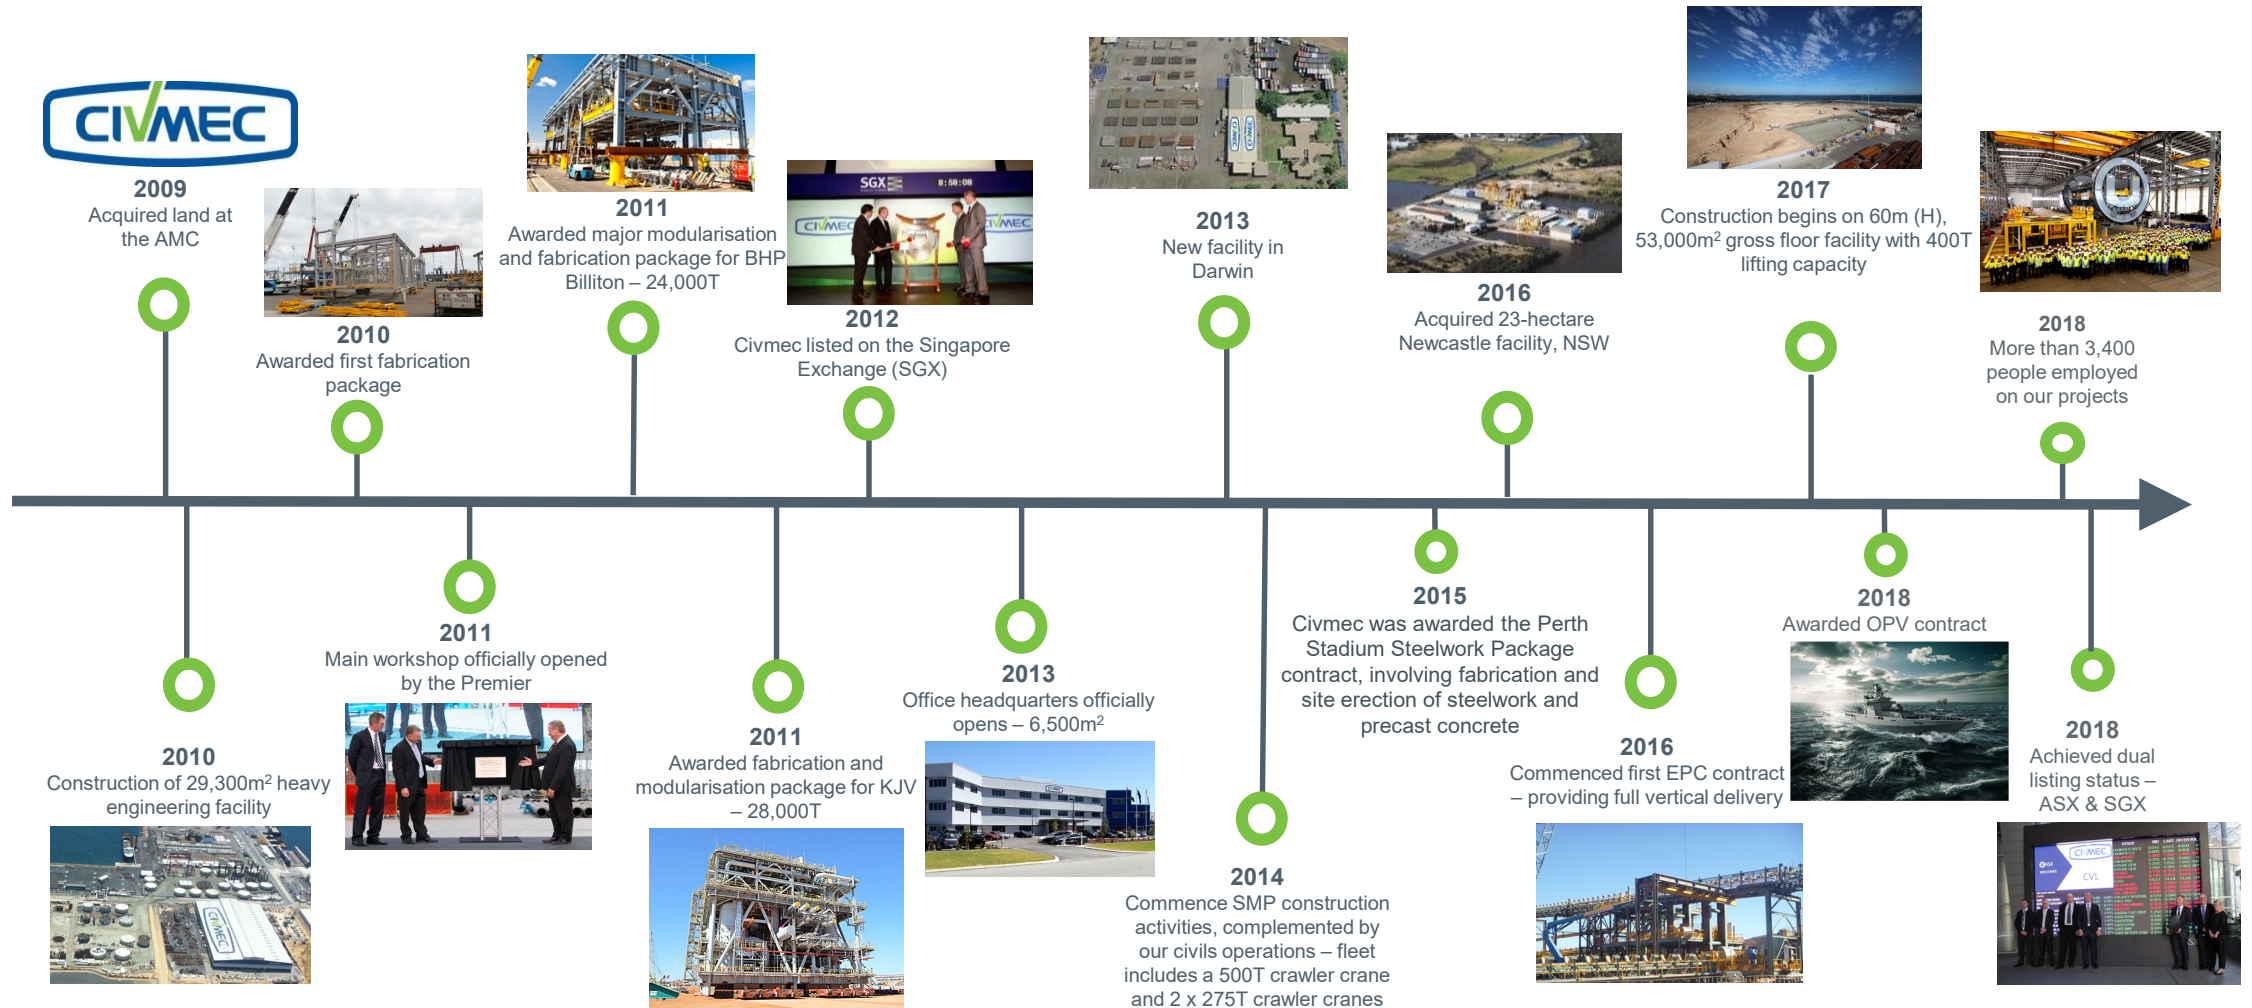 CIVMEC
2009
Acquired land at
the AMC
2010
Awarded first fabrication
package
2011
Awarded major modularisation
and fabrication package for BHP
Billiton – 24,000T
SGX
8:58:08
CIVMEC
CIVMEC
2012
Civmec listed on the Singapore
Exchange (SGX)
CIVMEC
CIVMEC
2013
New facility in
Darwin
2016
Acquired 23-hectare
Newcastle facility, NSW
2017
Construction begins on 60m (H),
53,000m² gross floor facility with 400T
lifting capacity
2018
More than 3,400
people employed
on our projects
2010
Construction of 29,300m² heavy
engineering facility
CIVMEC
2011
Main workshop officially opened
by the Premier
2011
Awarded fabrication and
modularisation package for KJV
– 28,000T
2013
Office headquarters officially
opens – 6,500m²
CIVMEC
2014
Commence SMP construction
activities, complemented by
our civils operations – fleet
includes a 500T crawler crane
and 2 x 275T crawler cranes
2015
Civmec was awarded the Perth
Stadium Steelwork Package
contract, involving fabrication and
site erection of steelwork and
precast concrete
2016
Commenced first EPC contract
– providing full vertical delivery
2018
Awarded OPV contract
2018
Achieved dual
listing status –
ASX & SGX
CIVMEC
CVL